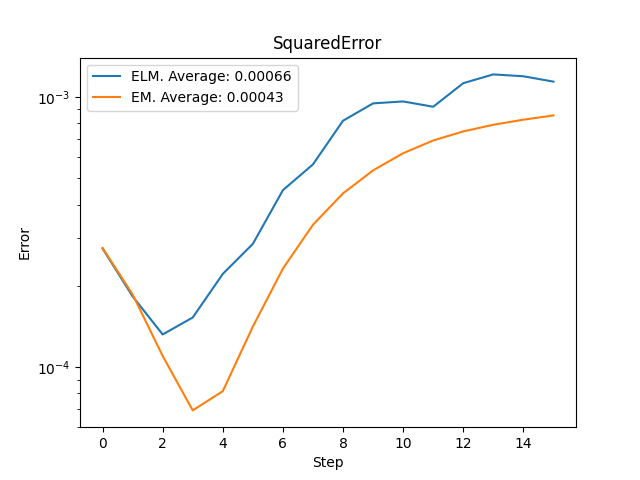 SquaredError
ELM. Average: 0.00066
EM. Average: 0.00043
10⁻³
10⁻⁴
Error
0 2 4 6 8 10 12 14
Step